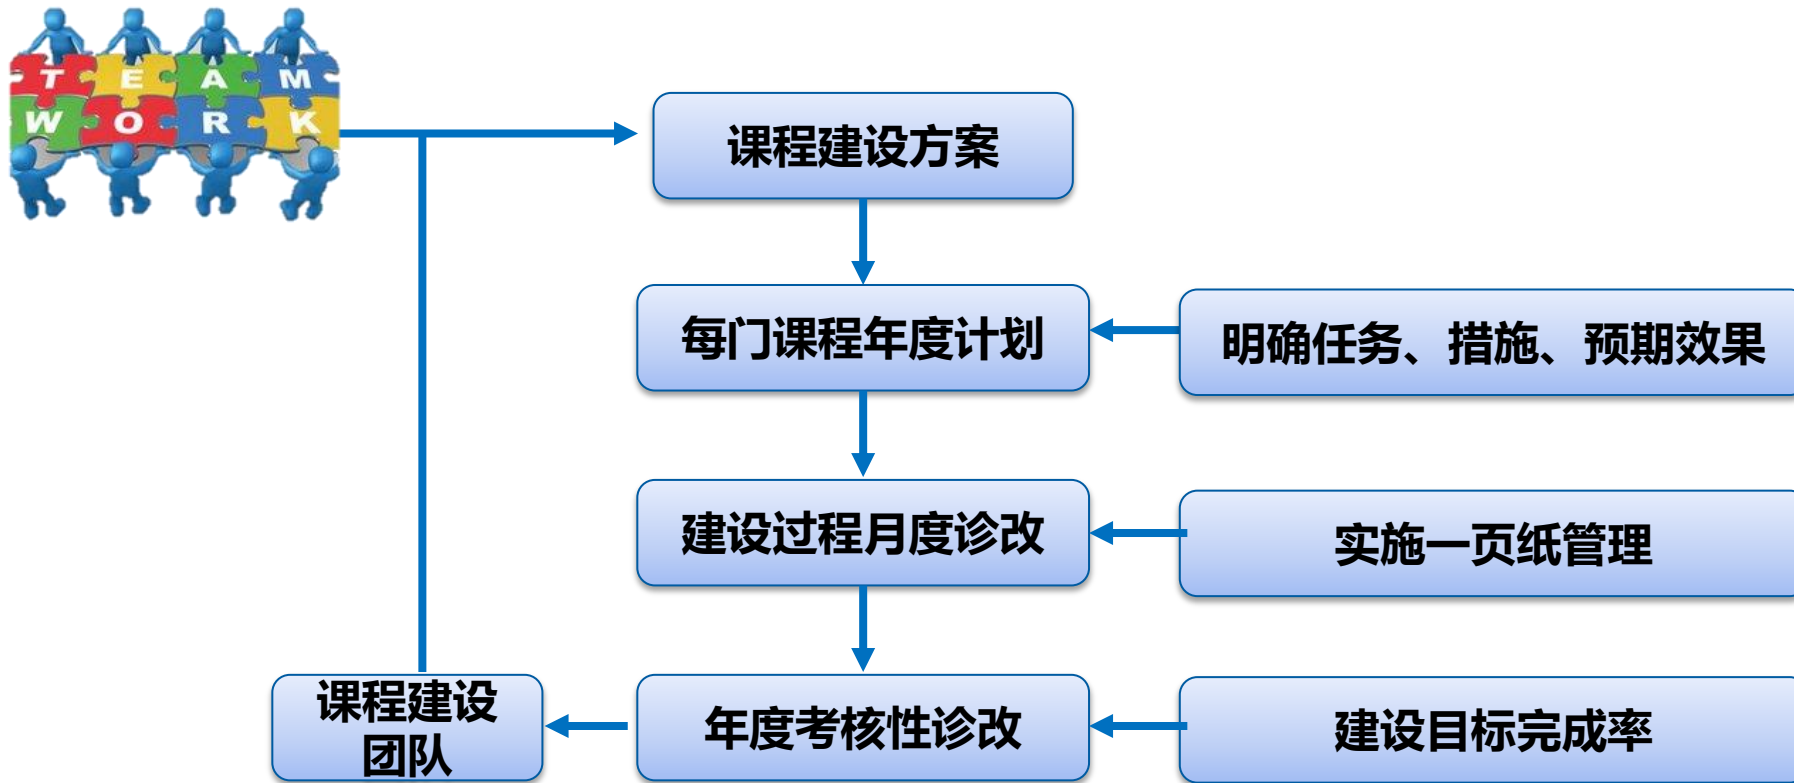 TEAM
WORK
课程建设方案
每门课程年度计划
明确任务、措施、预期效果
建设过程月度诊改
实施一页纸管理
课程建设
团队
年度考核性诊改
建设目标完成率